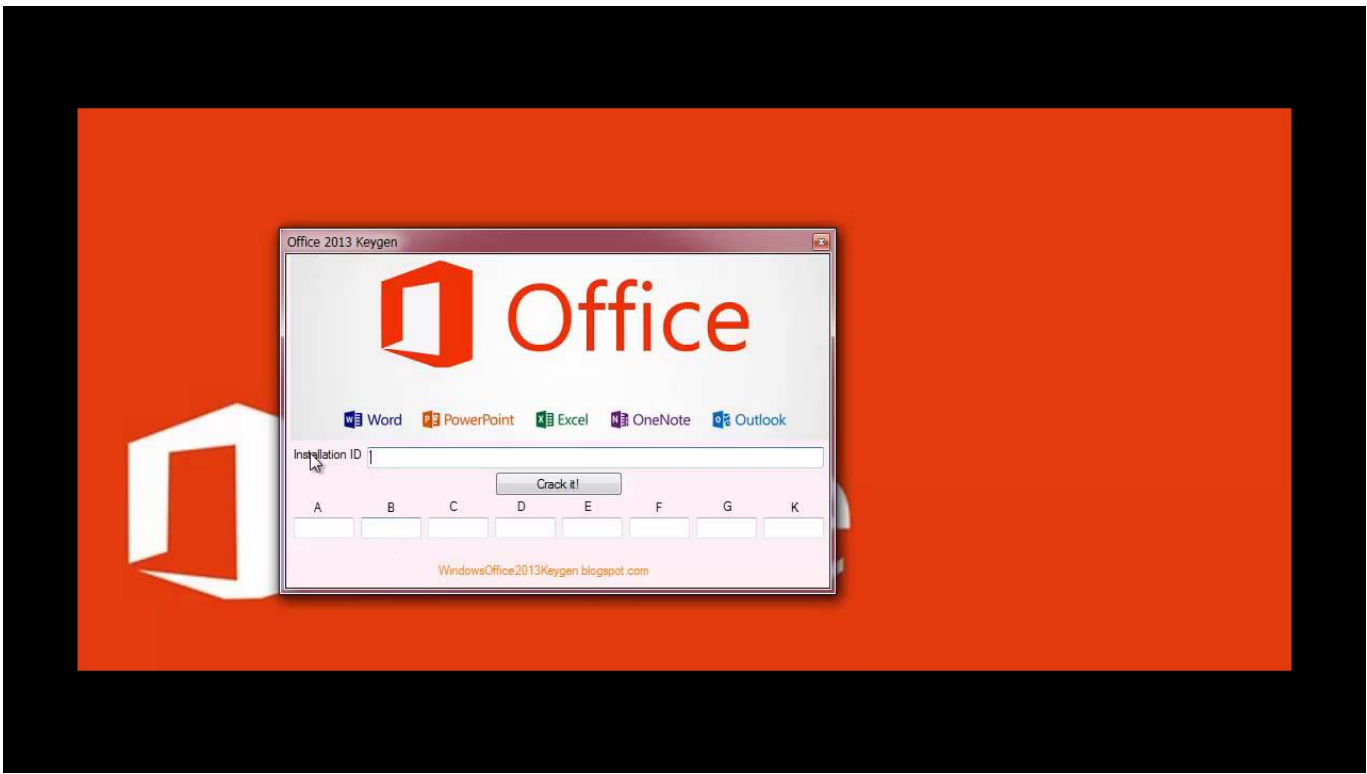 Office 2013 Keygen
Office
Word PowerPoint Excel OneNote Outlook
Installation ID
Crack it!
A B C D E F G K
WindowsOffice2013Keygen.blogspot.com